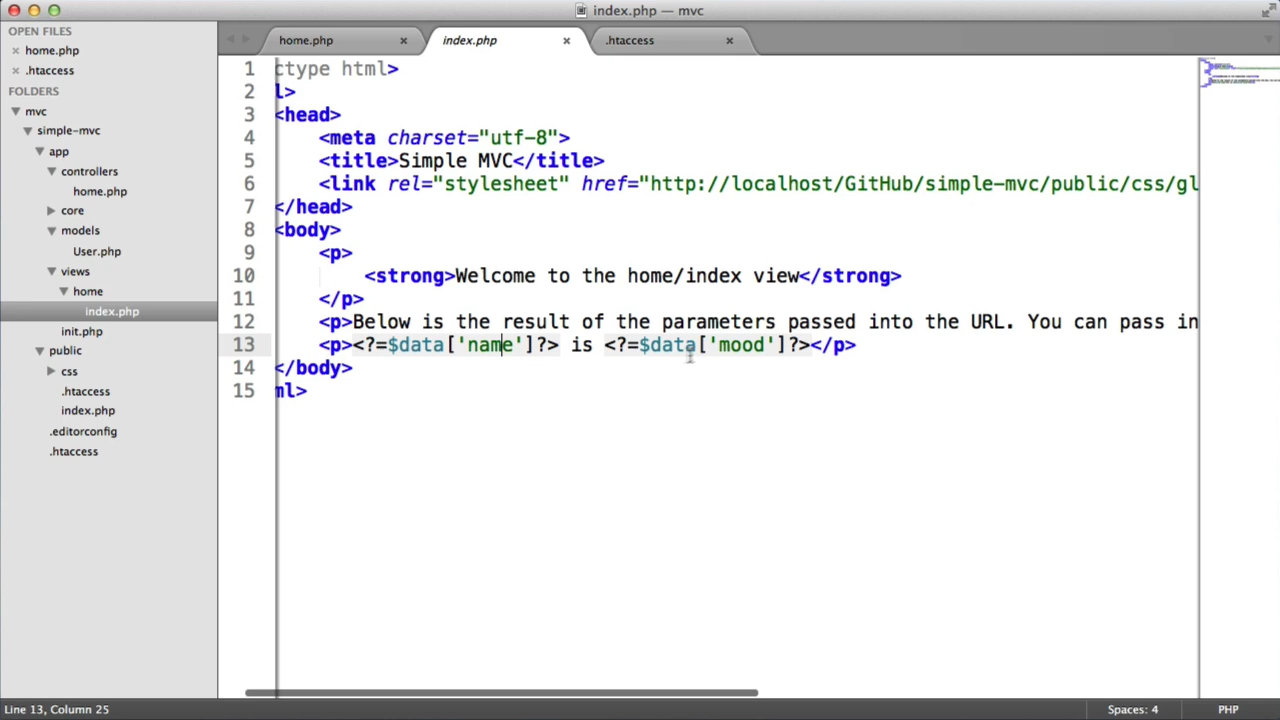 index.php — mvc
OPEN FILES
home.php
.htaccess
FOLDERS
mvc
simple-mvc
app
controllers
home.php
core
models
User.php
views
home
index.php
init.php
public
css
.htaccess
index.php
.editorconfig
.htaccess
home.php
index.php
.htaccess
1 ctype html>
2 l>
3 <head>
4 <meta charset="utf-8">
5 <title>Simple MVC</title>
6 <link rel="stylesheet" href="http://localhost/GitHub/simple-mvc/public/css/gl
7 </head>
8 <body>
9 <p>
10 <strong>Welcome to the home/index view</strong>
11 </p>
12 <p>Below is the result of the parameters passed into the URL. You can pass in
13 <p><?=$data['name']?> is <?=$data['mood']?></p>
14 </body>
15 ml>
Line 13, Column 25
Spaces: 4
PHP